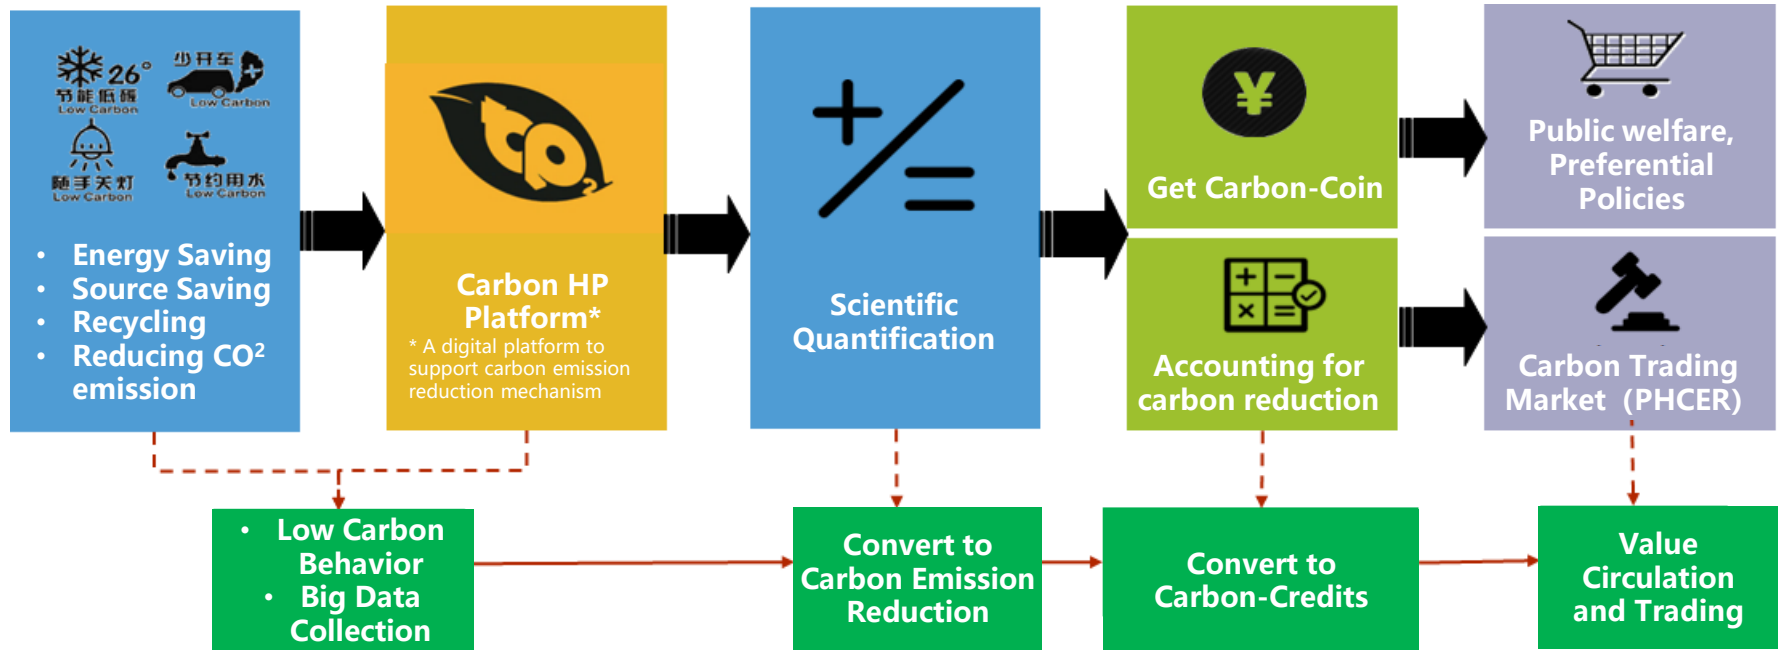 26°
节能低碳
Low Carbon
少开车
Low Carbon
随手关灯
Low Carbon
节约用水
Low Carbon
• Energy Saving
• Source Saving
• Recycling
• Reducing CO²
emission
Carbon HP
Platform*
* A digital platform to
support carbon emission
reduction mechanism
Scientific
Quantification
¥
Get Carbon-Coin
Accounting for
carbon reduction
Public welfare,
Preferential
Policies
Carbon Trading
Market (PHCER)
• Low Carbon
Behavior
• Big Data
Collection
Convert to
Carbon Emission
Reduction
Convert to
Carbon-Credits
Value
Circulation
and Trading